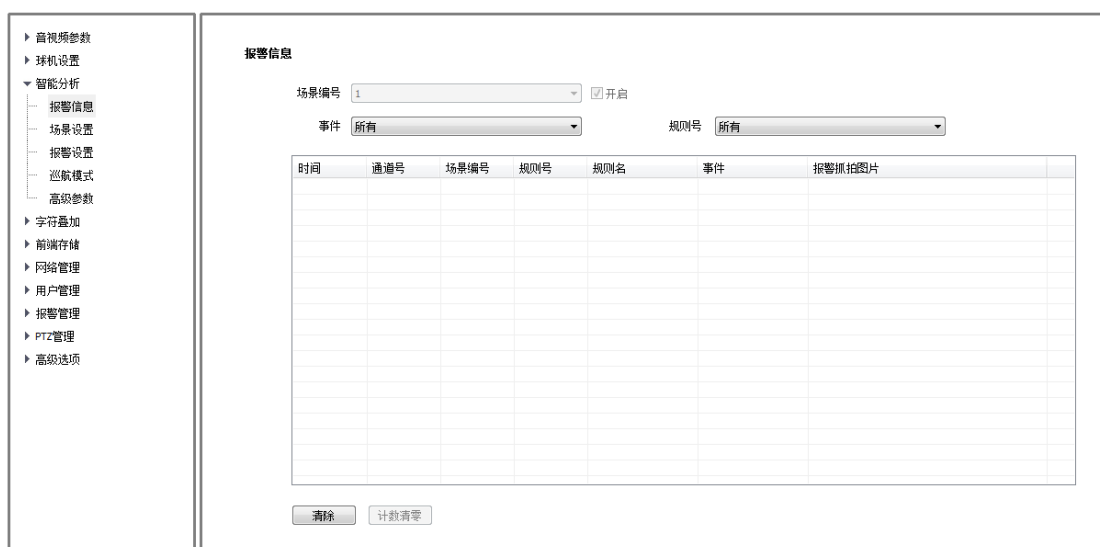 音视频参数
球机设置
智能分析
报警信息
场景设置
报警设置
巡航模式
高级参数
字符叠加
前端存储
网络管理
用户管理
报警管理
PTZ管理
高级选项
报警信息
场景编号 1 开启
事件 所有 规则号 所有
时间 通道号 场景编号 规则号 规则名 事件 报警抓拍图片
清除 计数清零